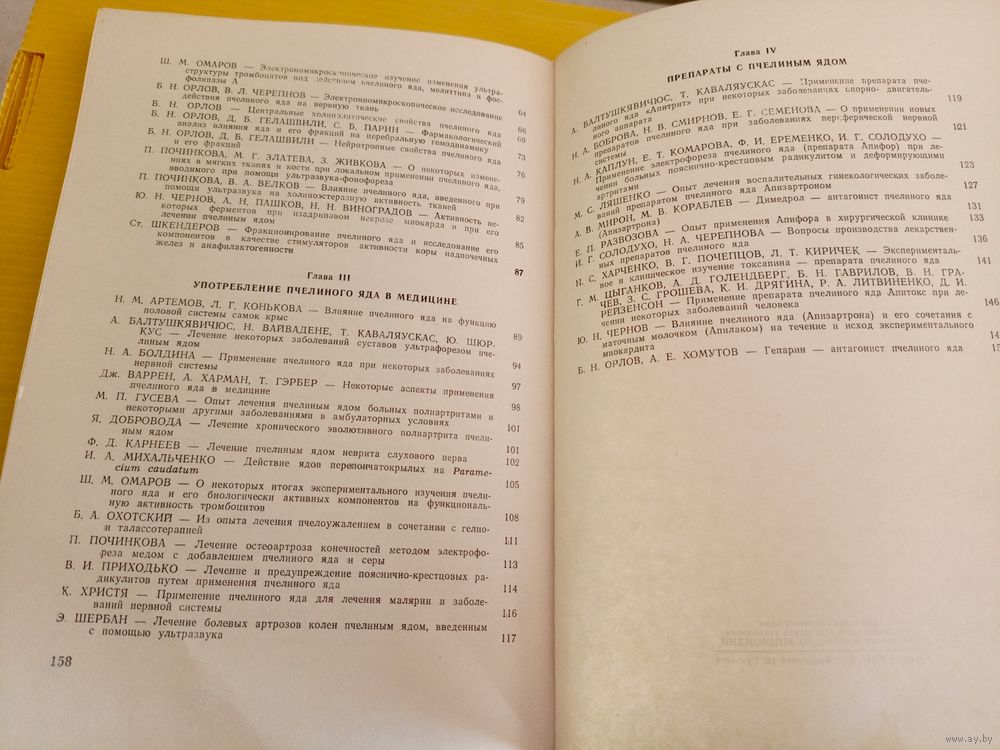 Ш. М. ОМАРОВ — Электрономикроскопическое изучение изменения ультра-
структуры тромбоцитов под действием пчелиного яда, мелиттина и фос-
фолипазы А 64
Б. Н. ОРЛОВ, В. Л. ЧЕРЕПНОВ — Электрономикроскопическое исследование
действия пчелиного яда на нервную ткань 66
Б. Н. ОРЛОВ — Центральные холинолитические свойства пчелиного яда 69
Б. Н. ОРЛОВ, Д. Б. ГЕЛАШВИЛИ, С. Б. ПАРИН — Фармакологический
анализ влияния яда и его фракций на церебральную гемодинамику 73
Б. Н. ОРЛОВ, Д. Б. ГЕЛАШВИЛИ — Нейротропные свойства пчелиного яда
и его фракций 76
П. ПОЧИНКОВА, М. Г. ЗЛАТЕВА, З. ЖИВКОВА — О некоторых измене-
ниях в мягких тканях и кости при локальном применении пчелиного яда,
вводимого при помощи ультразвука-фонофореза 79
П. ПОЧИНКОВА, В. А. ВЕЛКОВ — Влияние пчелиного яда, введенного при
помощи ультразвука на холинэстеразную активность тканей 82
Ю. Н. ЧЕРНОВ, А. Н. ПАШКОВ, Н. Н. ВИНОГРАДОВ — Активность не-
которых ферментов при изадриновом некрозе миокарда и при его
лечении пчелиным ядом 85
Ст. ШКЕНДЕРОВ — Фракционирование пчелиного яда и исследование его
компонентов в качестве стимуляторов активности коры надпочечных
желез и анафилактогенности 87
Глава III
УПОТРЕБЛЕНИЕ ПЧЕЛИНОГО ЯДА В МЕДИЦИНЕ
Н. М. АРТЕМОВ, Л. Г. КОНЬКОВА — Влияние пчелиного яда на функцию
половой системы самок крыс 89
А. БАЛТУШКЯВИЧЮС, Н. ВАЙВАДЕНЕ, Т. КАВАЛЯУСКАС, Ю. ШЮР-
КУС — Лечение некоторых заболеваний суставов ультрафорезом пче-
линым ядом 94
Н. А. БОЛДИНА — Применение пчелиного яда при некоторых заболеваниях
нервной системы 97
Дж. ВАРРЕН, А. ХАРМАН, Т. ГЭРБЕР — Некоторые аспекты применения
пчелиного яда в медицине 98
М. П. ГУСЕВА — Опыт лечения пчелиным ядом больных полиартритами и
некоторыми другими заболеваниями в амбулаторных условиях 101
Я. ДОБРОВОДА — Лечение хронического эволютивного полиартрита пчели-
ным ядом 101
Ф. Д. КАРНЕЕВ — Лечение пчелиным ядом неврита слухового нерва 102
И. А. МИХАЛЬЧЕНКО — Действие ядов перепончатокрылых на Parame-
cium caudatum 105
Ш. М. ОМАРОВ — О некоторых итогах экспериментального изучения пчели-
ного яда и его биологически активных компонентов на функциональ-
ную активность тромбоцитов 108
Б. А. ОХОТСКИЙ — Из опыта лечения пчелоужалением в сочетании с гелио-
и талассотерапией 111
П. ПОЧИНКОВА — Лечение остеоартроза конечностей методом электрофо-
реза медом с добавлением пчелиного яда и серы 113
В. И. ПРИХОДЬКО — Лечение и предупреждение пояснично-крестцовых ра-
дикулитов путем применения пчелиного яда 114
К. ХРИСТЯ — Применение пчелиного яда для лечения малярии и заболе-
ваний нервной системы 116
Э. ШЕРБАН — Лечение болевых артрозов колен пчелиным ядом, введенным
с помощью ультразвука 117
158
Глава IV
ПРЕПАРАТЫ С ПЧЕЛИНЫМ ЯДОМ
А. БАЛТУШКЯВИЧЮС, Т. КАВАЛЯУСКАС — Применение препарата пче-
линого яда «Апитрит» при некоторых заболеваниях опорно-двигатель-
ного аппарата 119
Н. А. БОБРОВА, Н. В. СМИРНОВ, Е. Г. СЕМЕНОВА — О применении новых
препаратов пчелиного яда при заболеваниях периферической нервной
системы 121
Н. А. КАПЛУН, Е. Т. КОМАРОВА, Ф. И. ЕРЕМЕНКО, И. Г. СОЛОДУХО —
Применение электрофореза пчелиного яда (препарата Апифор) при ле-
чении больных пояснично-крестцовым радикулитом и деформирующими
артритами 123
М. С. ЛЯШЕНКО — Опыт лечения воспалительных гинекологических заболе-
ваний препаратом пчелиного яда Апизартроном 127
А. В. МИРОН, М. В. КОРАБЛЕВ — Димедрол — антагонист пчелиного яда
(Апизартрона) 131
Е. П. РАЗВОЗОВА — Опыт применения Апифора в хирургической клинике 133
И. Г. СОЛОДУХО, Н. А. ЧЕРЕПНОВА — Вопросы производства лекарствен-
ных препаратов пчелиного яда 136
Н. С. ХАРЧЕНКО, В. Г. ПОЧЕПЦОВ, Л. Т. КИРИЧЕК — Эксперименталь-
ное и клиническое изучение токсапина — препарата пчелиного яда 141
Г. М. ЦЫГАНКОВ, А. Д. ГОЛЕНДБЕРГ, Б. Н. ГАВРИЛОВ, В. Н. ГРА-
ЧЕВ, З. С. ГРОШЕВА, К. И. ДРЯГИНА, Р. А. ЛИТВИНЕНКО, Д. И.
РЕЙЗЕНСОН — Применение препарата пчелиного яда Апитокс при ле-
чении некоторых заболеваний человека 146
Ю. Н. ЧЕРНОВ — Влияние пчелиного яда (Апизартрона) и его сочетания с
маточным молочком (Апилаком) на течение и исход экспериментального
миокардита
Б. Н. ОРЛОВ, А. Е. ХОМУТОВ — Гепарин — антагонист пчелиного яда
www.ay.by